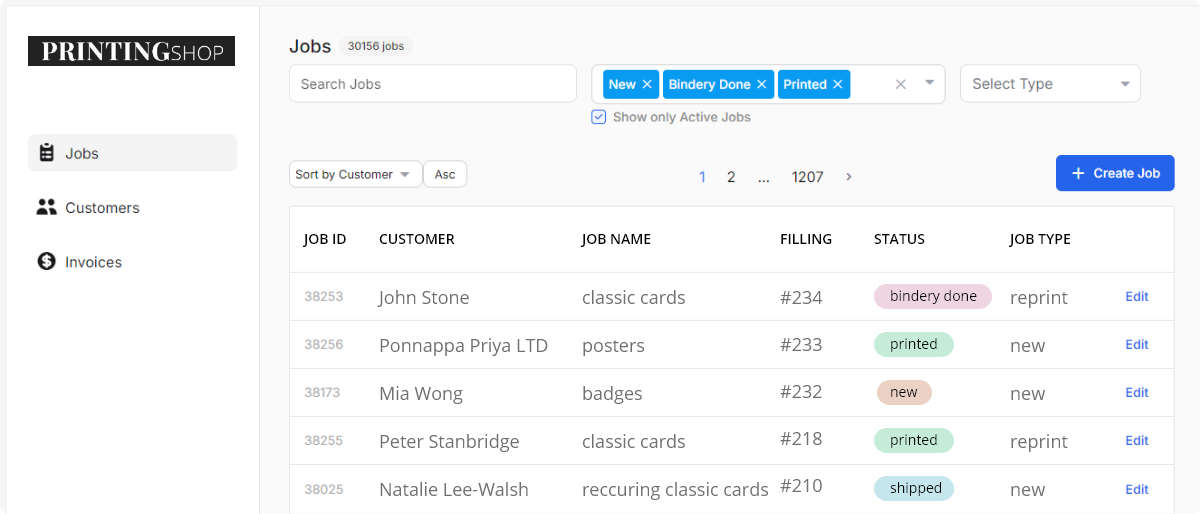 PRINTINGSHOP
Jobs
Customers
Invoices
Jobs 30156 jobs
Search Jobs New × Bindery Done × Printed × × Select Type
Show only Active Jobs
Sort by Customer Asc 1 2 ... 1207 > + Create Job
JOB ID CUSTOMER JOB NAME FILLING STATUS JOB TYPE
38253 John Stone classic cards #234 bindery done reprint Edit
38256 Ponnappa Priya LTD posters #233 printed new Edit
38173 Mia Wong badges #232 new new Edit
38255 Peter Stanbridge classic cards #218 printed reprint Edit
38025 Natalie Lee-Walsh reccuring classic cards #210 shipped new Edit